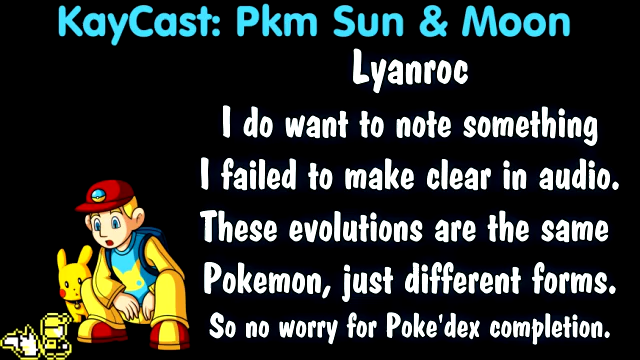 KayCast: Pkm Sun & Moon
Lyanroc
I do want to note something
I failed to make clear in audio.
These evolutions are the same
Pokemon, just different forms.
So no worry for Poke'dex completion.